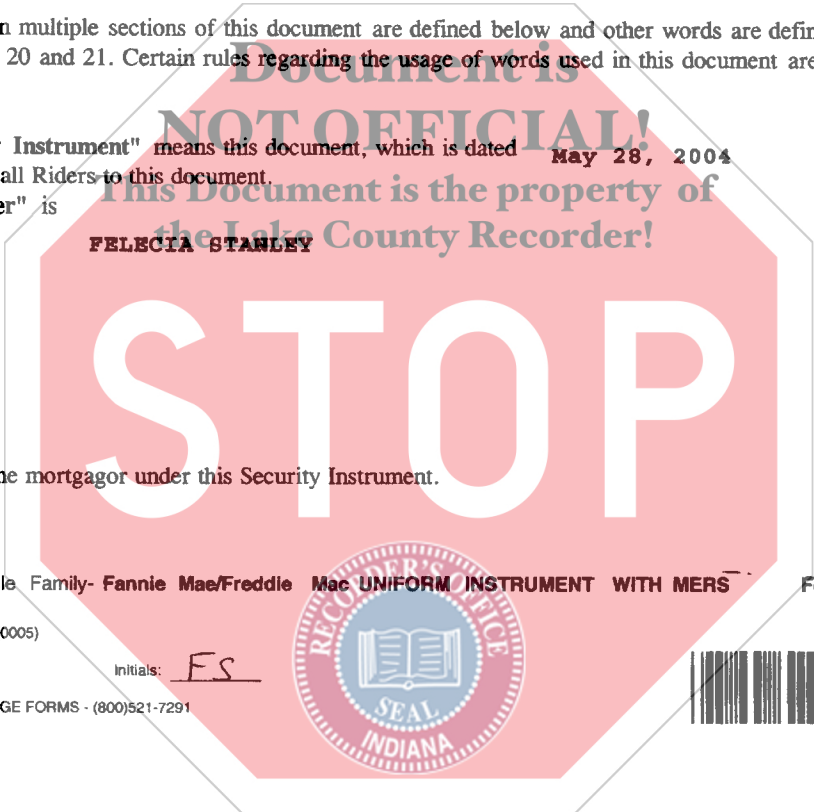 n multiple sections of this document are defined below and other words are defin
20 and 21. Certain rules regarding the usage of words used in this document are
Document is
NOT OFFICIAL!
Instrument" means this document, which is dated May 28, 2004
all Riders to this document.
This Document is the property of
er" is
the Lake County Recorder!
FELECIA STANLEY
STOP
he mortgagor under this Security Instrument.
le Family- Fannie Mae/Freddie Mac UNIFORM INSTRUMENT WITH MERS F
0005)
Initials: FS
GE FORMS - (800)521-7291
RECORDER'S OFFICE
SEAL
INDIANA